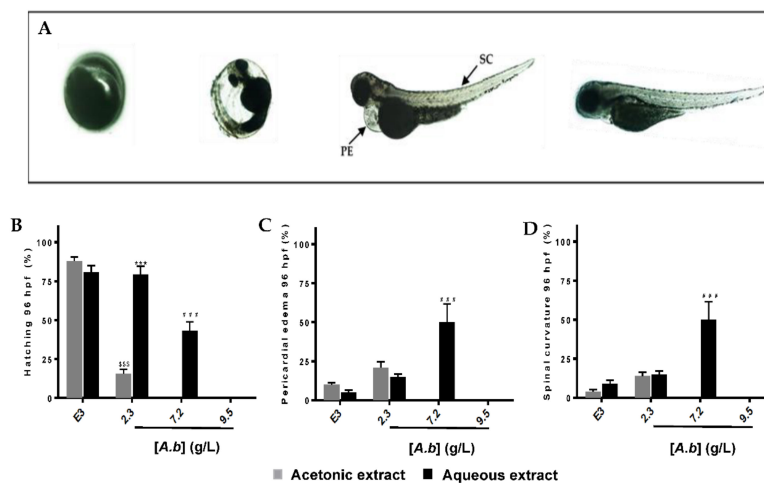 A
SC
PE
B
C
D
Hatching 96 hpf (%)
100
75
50
25
0
$$$
***
###
E3
2.3
7.2
9.5
[A.b] (g/L)
Pericardial edema 96 hpf (%)
100
75
50
25
0
###
E3
2.3
7.2
9.5
[A.b] (g/L)
Spinal curvature 96 hpf (%)
100
75
50
25
0
###
E3
2.3
7.2
9.5
[A.b] (g/L)
Acetonic extract
Aqueous extract